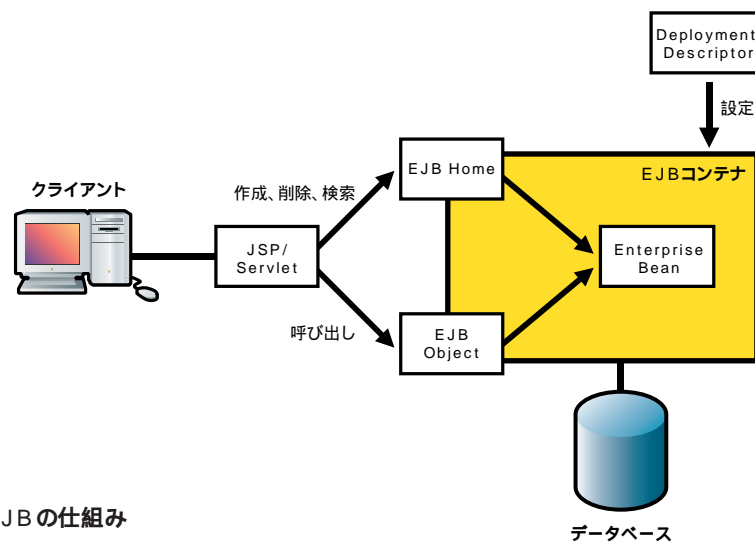 Deployment
Descriptor
設定
EJB Home
EJBコンテナ
クライアント
作成、削除、検索
JSP/
Servlet
Enterprise
Bean
呼び出し
EJB
Object
JBの仕組み
データベース